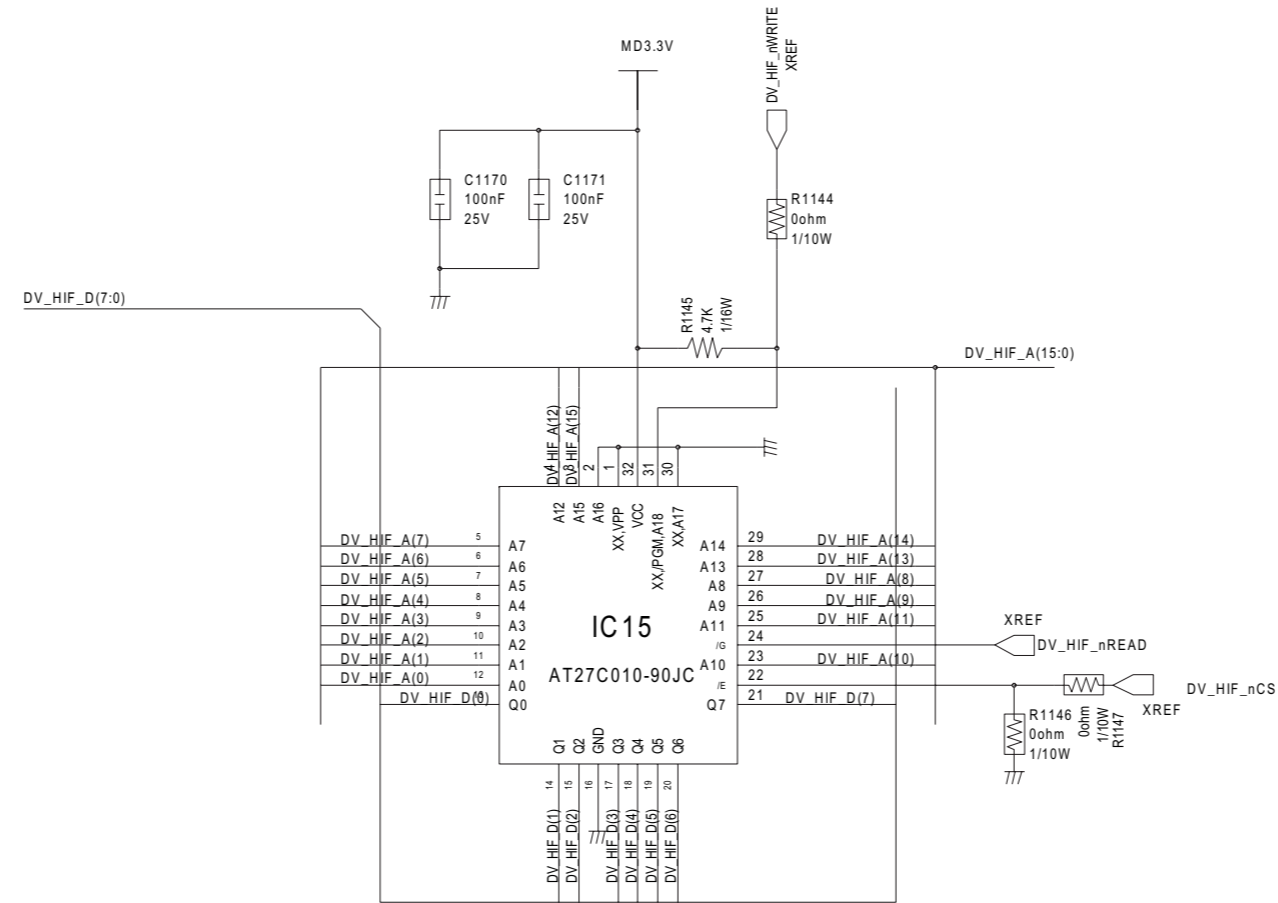 MD3.3V
DV_HIF_nWRITE
XREF
C1170
100nF
25V
C1171
100nF
25V
R1144
0ohm
1/10W
DV_HIF_D(7:0)
R1145
4.7K
1/16W
DV_HIF_A(15:0)
DV_HIF_A(12)
DV_HIF_A(15)
4
3
2
1
32
31
30
A12
A15
A16
XX,VPP
VCC
XX,/PGM,A18
XX,A17
DV_HIF_A(7) 5 A7
DV_HIF_A(6) 6 A6
DV_HIF_A(5) 7 A5
DV_HIF_A(4) 8 A4
DV_HIF_A(3) 9 A3
DV_HIF_A(2) 10 A2
DV_HIF_A(1) 11 A1
DV_HIF_A(0) 12 A0
DV_HIF_D(0) 13 Q0
A14 29 DV_HIF_A(14)
A13 28 DV_HIF_A(13)
A8 27 DV_HIF_A(8)
A9 26 DV_HIF_A(9)
A11 25 DV_HIF_A(11)
/G 24
A10 23 DV_HIF_A(10)
/E 22
Q7 21 DV_HIF_D(7)
IC15
AT27C010-90JC
XREF
DV_HIF_nREAD
DV_HIF_nCS
XREF
R1146
0ohm
1/10W
0ohm
1/10W
R1147
Q1
Q2
GND
Q3
Q4
Q5
Q6
14
15
16
17
18
19
20
DV_HIF_D(1)
DV_HIF_D(2)
DV_HIF_D(3)
DV_HIF_D(4)
DV_HIF_D(5)
DV_HIF_D(6)